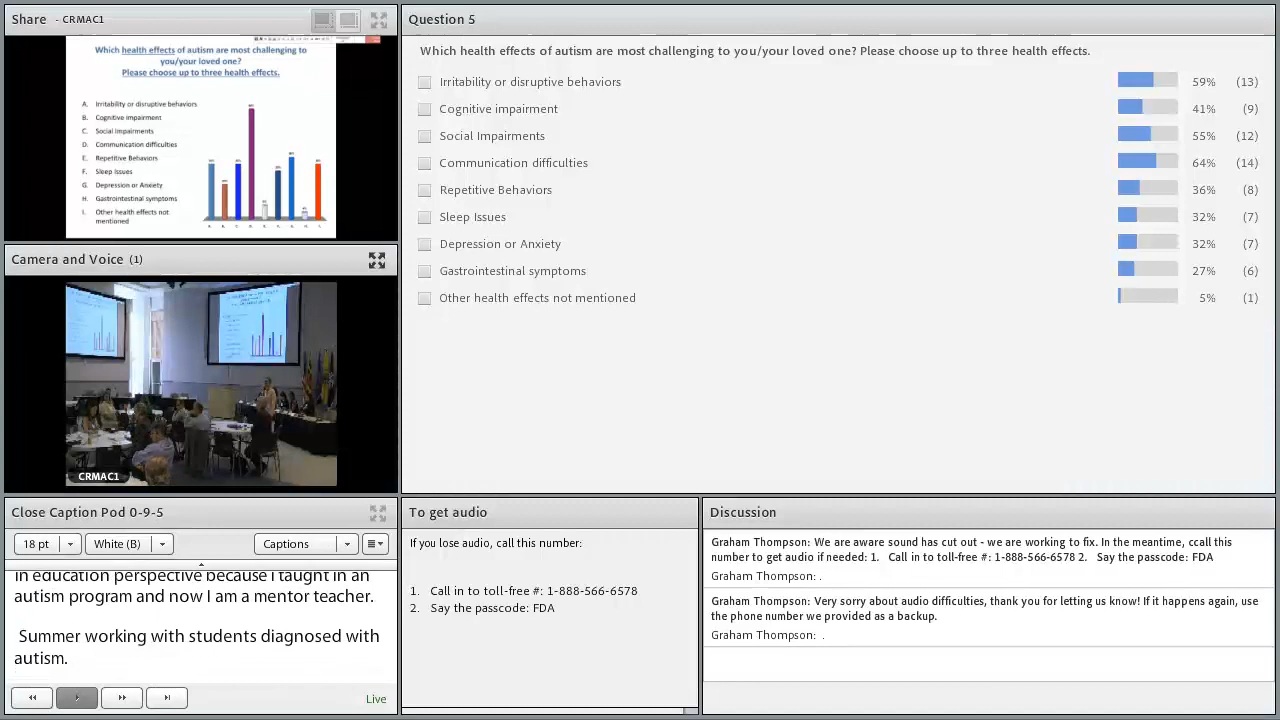 Share - CRMAC1
Which health effects of autism are most challenging to
you/your loved one?
Please choose up to three health effects.
A. Irritability or disruptive behaviors
B. Cognitive impairment
C. Social Impairments
D. Communication difficulties
E. Repetitive Behaviors
F. Sleep Issues
G. Depression or Anxiety
H. Gastrointestinal symptoms
I. Other health effects not
mentioned
Camera and Voice (1)
CRMAC1
Question 5
Which health effects of autism are most challenging to you/your loved one? Please choose up to three health effects.
Irritability or disruptive behaviors 59% (13)
Cognitive impairment 41% (9)
Social Impairments 55% (12)
Communication difficulties 64% (14)
Repetitive Behaviors 36% (8)
Sleep Issues 32% (7)
Depression or Anxiety 32% (7)
Gastrointestinal symptoms 27% (6)
Other health effects not mentioned 5% (1)
Close Caption Pod 0-9-5
18 pt White (B) Captions
in education perspective because I taught in an
autism program and now I am a mentor teacher.
Summer working with students diagnosed with
autism.
Live
To get audio
If you lose audio, call this number:
1. Call in to toll-free #: 1-888-566-6578
2. Say the passcode: FDA
Discussion
Graham Thompson: We are aware sound has cut out - we are working to fix. In the meantime, ccall this
number to get audio if needed: 1. Call in to toll-free #: 1-888-566-6578 2. Say the passcode: FDA
Graham Thompson: .
Graham Thompson: Very sorry about audio difficulties, thank you for letting us know! If it happens again, use
the phone number we provided as a backup.
Graham Thompson: .